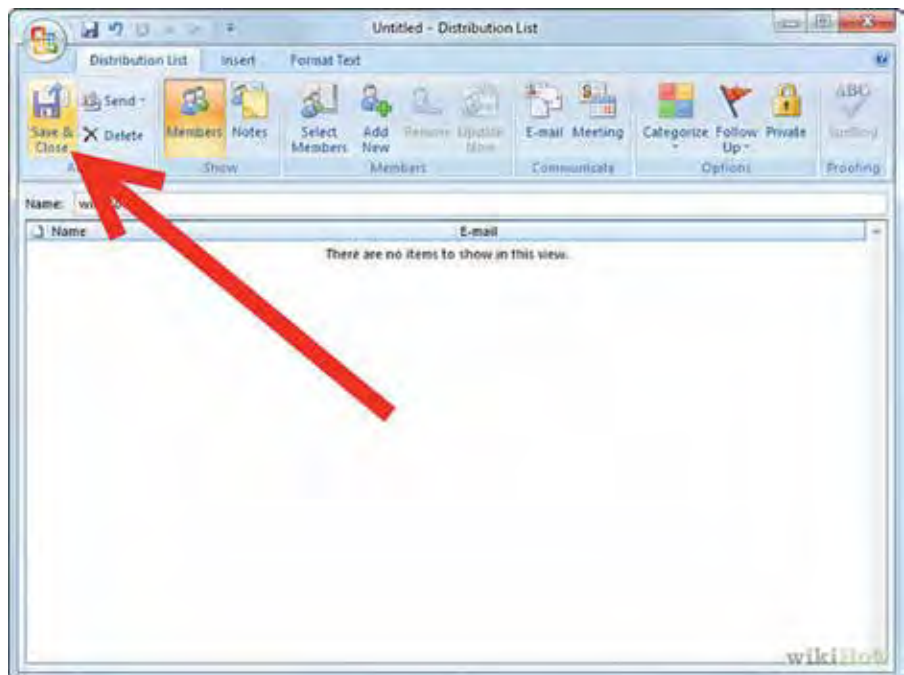 Untitled - Distribution List
Distribution List Insert Format Text
Save & Close
Send
Delete
Members Notes
Select Members
Add New
Remove
Update Now
E-mail Meeting
Categorize
Follow Up
Private
ABC
Show
Members
Communicate
Options
Proofing
Name:
Name E-mail
There are no items to show in this view.
wikiHow